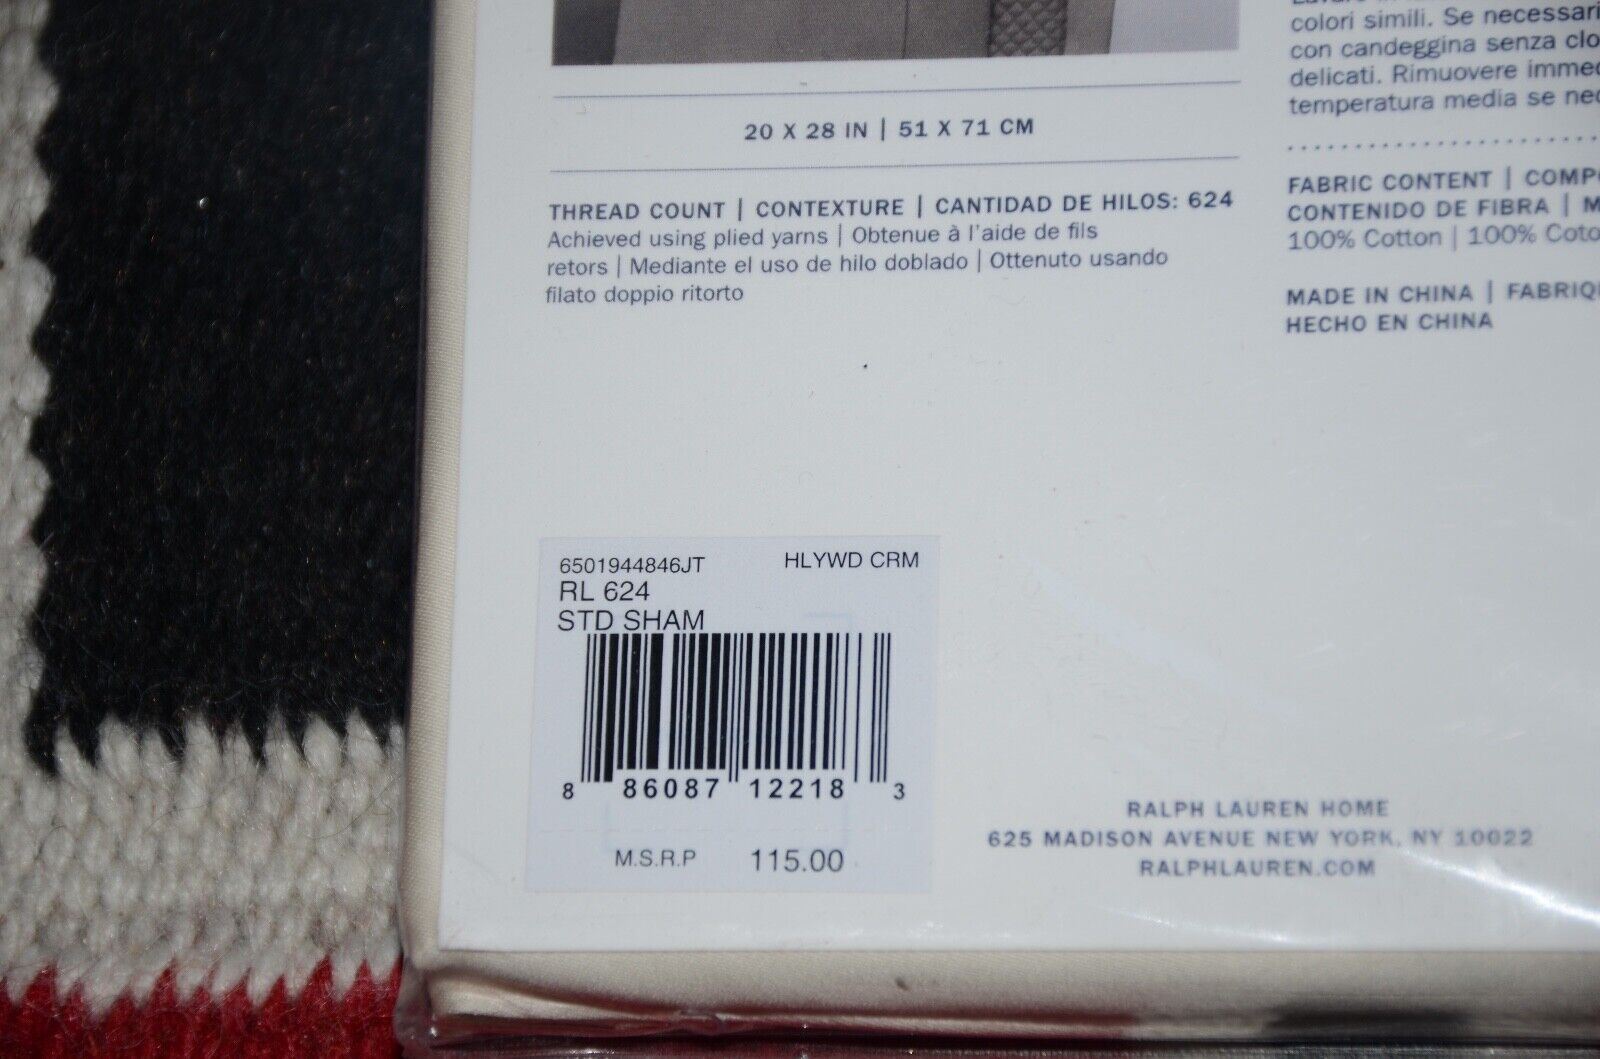 20 X 28 IN | 51 X 71 CM
THREAD COUNT | CONTEXTURE | CANTIDAD DE HILOS: 624
Achieved using plied yarns | Obtenue à l'aide de fils
retors | Mediante el uso de hilo doblado | Ottenuto usando
filato doppio ritorto
colori simili. Se necessari
con candeggina senza clo
delicati. Rimuovere imme
temperatura media se nec
FABRIC CONTENT | COMP
CONTENIDO DE FIBRA | M
100% Cotton | 100% Coto
MADE IN CHINA | FABRIQ
HECHO EN CHINA
6501944846JT HLYWD CRM
RL 624
STD SHAM
8 86087 12218 3
M.S.R.P 115.00
RALPH LAUREN HOME
625 MADISON AVENUE NEW YORK, NY 10022
RALPHLAUREN.COM